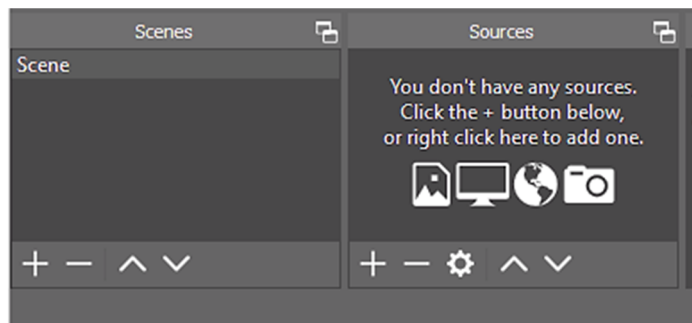 Scenes
Sources
Scene
You don't have any sources.
Click the + button below,
or right click here to add one.